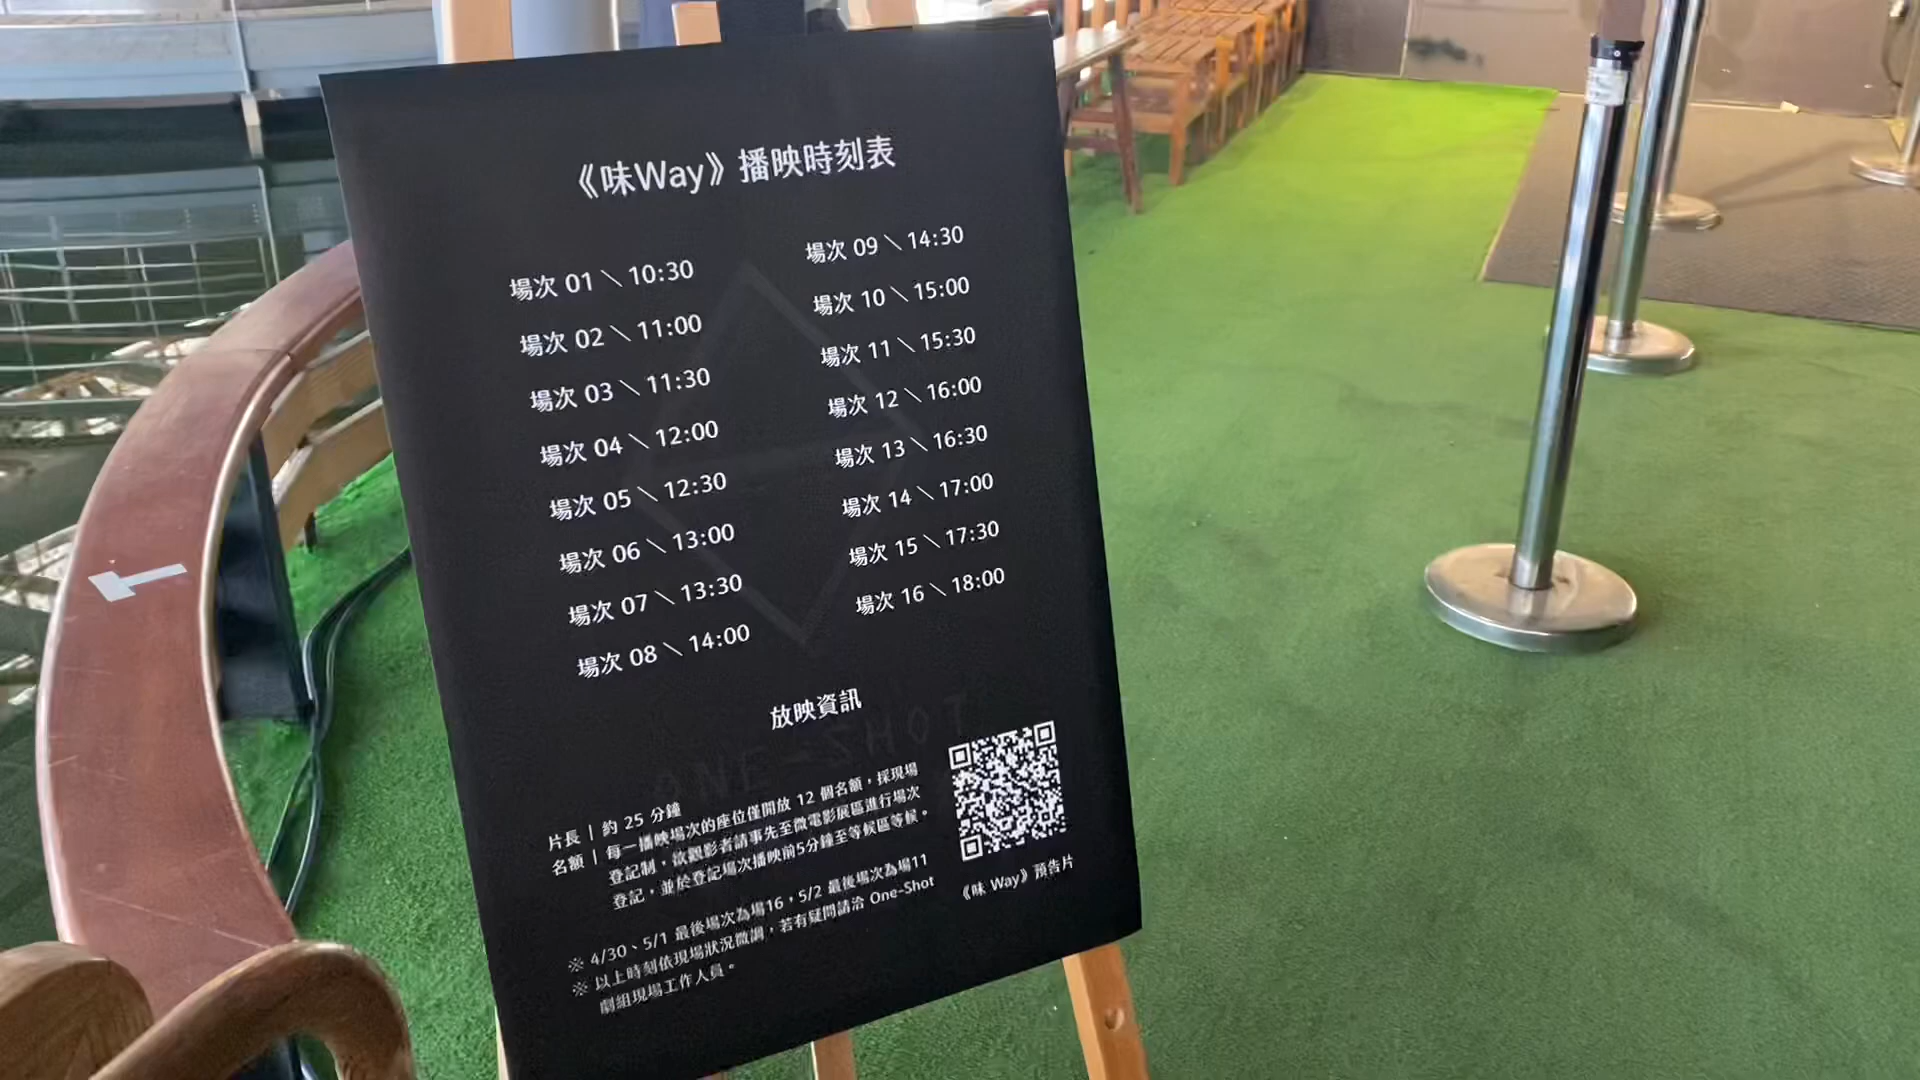 《味Way》播映時刻表
場次 01 \ 10:30
場次 02 \ 11:00
場次 03 \ 11:30
場次 04 \ 12:00
場次 05 \ 12:30
場次 06 \ 13:00
場次 07 \ 13:30
場次 08 \ 14:00
場次 09 \ 14:30
場次 10 \ 15:00
場次 11 \ 15:30
場次 12 \ 16:00
場次 13 \ 16:30
場次 14 \ 17:00
場次 15 \ 17:30
場次 16 \ 18:00
放映資訊
ONE-SHOT
片長 | 約 25 分鐘
名額 | 每一播映場次的座位僅開放 12 個名額,採現場
登記制,欲觀影者請事先至微電影展區進行場次
登記,並於登記場次播映前5分鐘至等候區等候。
※ 4/30、5/1 最後場次為場16,5/2 最後場次為場11
※ 以上時刻依現場狀況微調,若有疑問請洽 One-Shot
劇組現場工作人員。
《味 Way》預告片